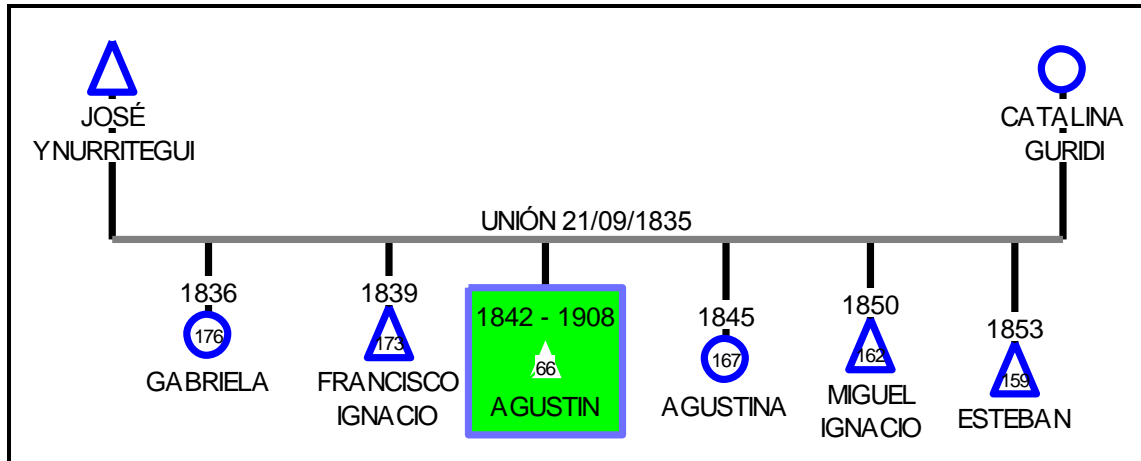 JOSÉ
YNURRITEGUI
CATALINA
GURIDI
UNIÓN 21/09/1835
1836
176
GABRIELA
1839
173
FRANCISCO
IGNACIO
1842 - 1908
66
AGUSTIN
1845
167
AGUSTINA
1850
162
MIGUEL
IGNACIO
1853
159
ESTEBAN